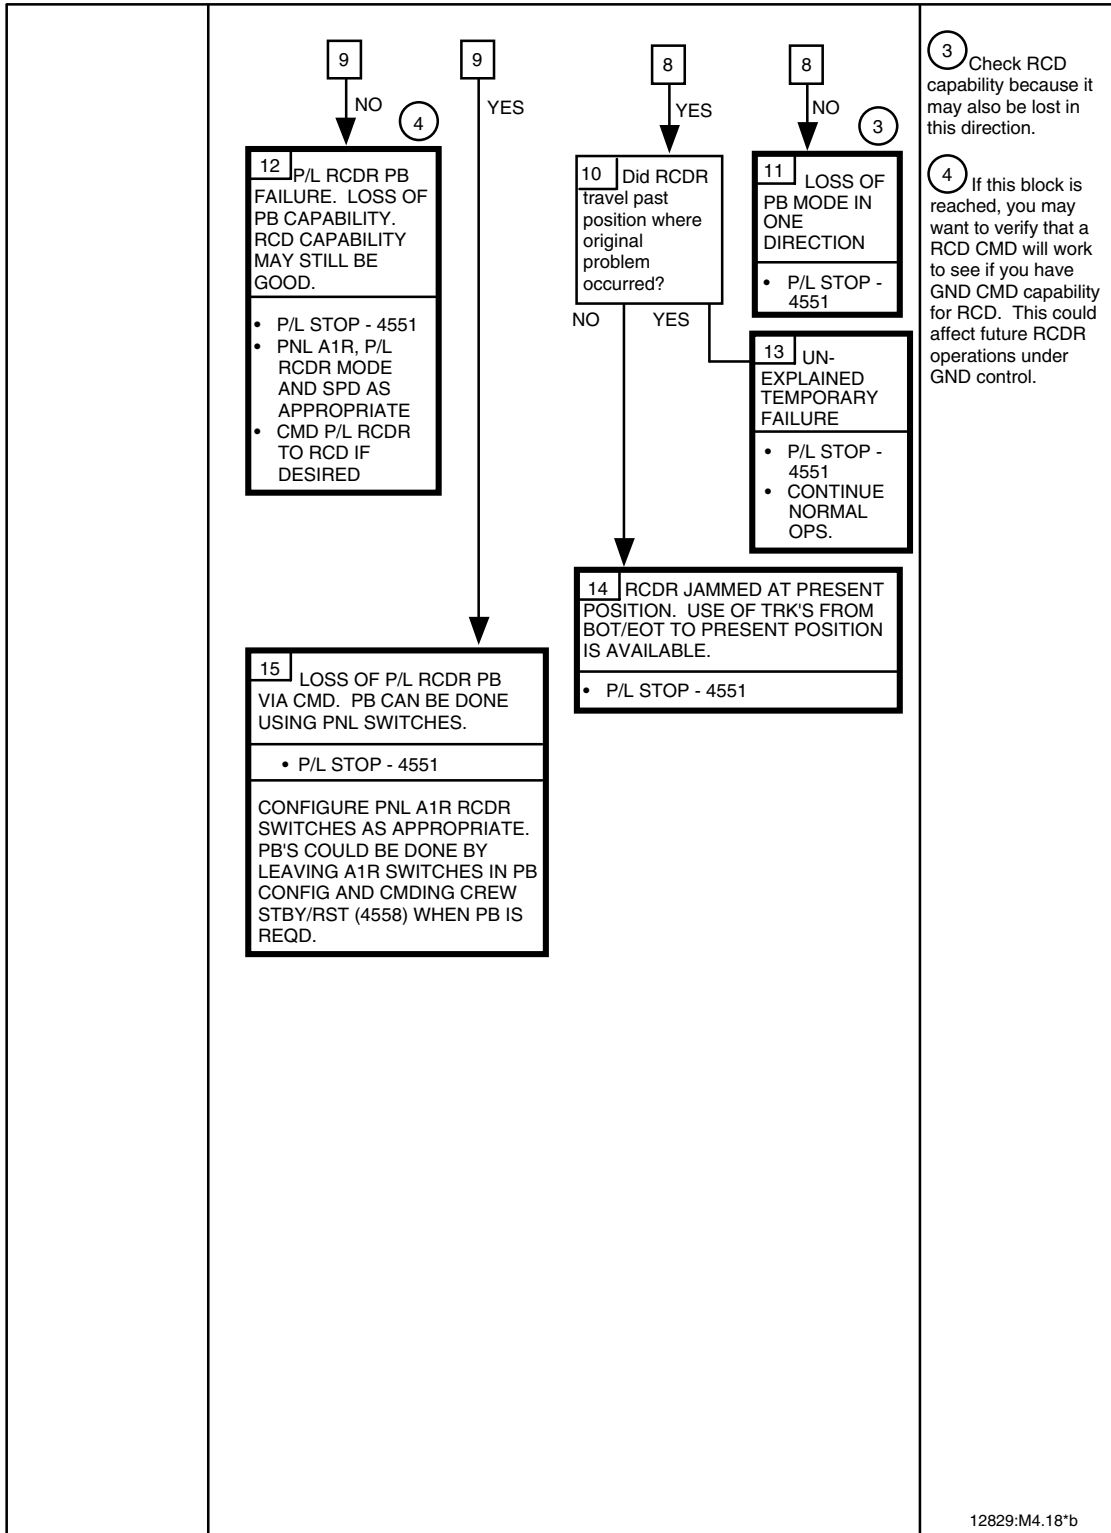 9
NO
4
12 P/L RCDR PB
FAILURE. LOSS OF
PB CAPABILITY.
RCD CAPABILITY
MAY STILL BE
GOOD.
• P/L STOP - 4551
• PNL A1R, P/L
RCDR MODE
AND SPD AS
APPROPRIATE
• CMD P/L RCDR
TO RCD IF
DESIRED
9
YES
15 LOSS OF P/L RCDR PB
VIA CMD. PB CAN BE DONE
USING PNL SWITCHES.
• P/L STOP - 4551
CONFIGURE PNL A1R RCDR
SWITCHES AS APPROPRIATE.
PB'S COULD BE DONE BY
LEAVING A1R SWITCHES IN PB
CONFIG AND CMDING CREW
STBY/RST (4558) WHEN PB IS
REQD.
8
YES
10 Did RCDR
travel past
position where
original
problem
occurred?
NO YES
8
NO
3
11 LOSS OF
PB MODE IN
ONE
DIRECTION
• P/L STOP -
4551
13 UN-
EXPLAINED
TEMPORARY
FAILURE
• P/L STOP -
4551
• CONTINUE
NORMAL
OPS.
14 RCDR JAMMED AT PRESENT
POSITION. USE OF TRK'S FROM
BOT/EOT TO PRESENT POSITION
IS AVAILABLE.
• P/L STOP - 4551
3 Check RCD
capability because it
may also be lost in
this direction.
4 If this block is
reached, you may
want to verify that a
RCD CMD will work
to see if you have
GND CMD capability
for RCD. This could
affect future RCDR
operations under
GND control.
12829:M4.18*b